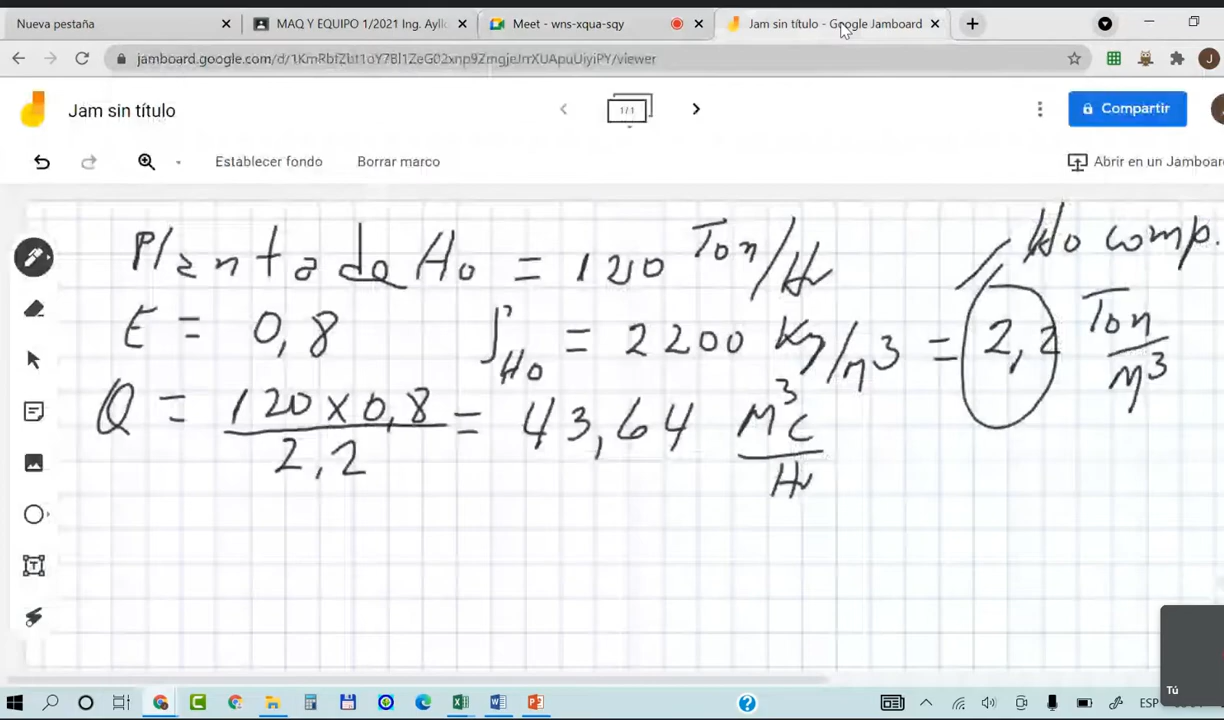 Nueva pestaña
MAQ Y EQUIPO 1/2021 Ing. Ayllo
Meet - wns-xqua-sqy
Jam sin título - Google Jamboard
Jam sin título
1/1
Compartir
Establecer fondo
Borrar marco
Abrir en un Jamboard
Planta de Ho = 120 Ton/Hr
Ho comp.
E = 0,8
ρHo = 2200 Kg/M3 = 2,2 Ton/M3
Q = 120 x 0,8 / 2,2 = 43,64 M3c/Hr
Tú
ESP